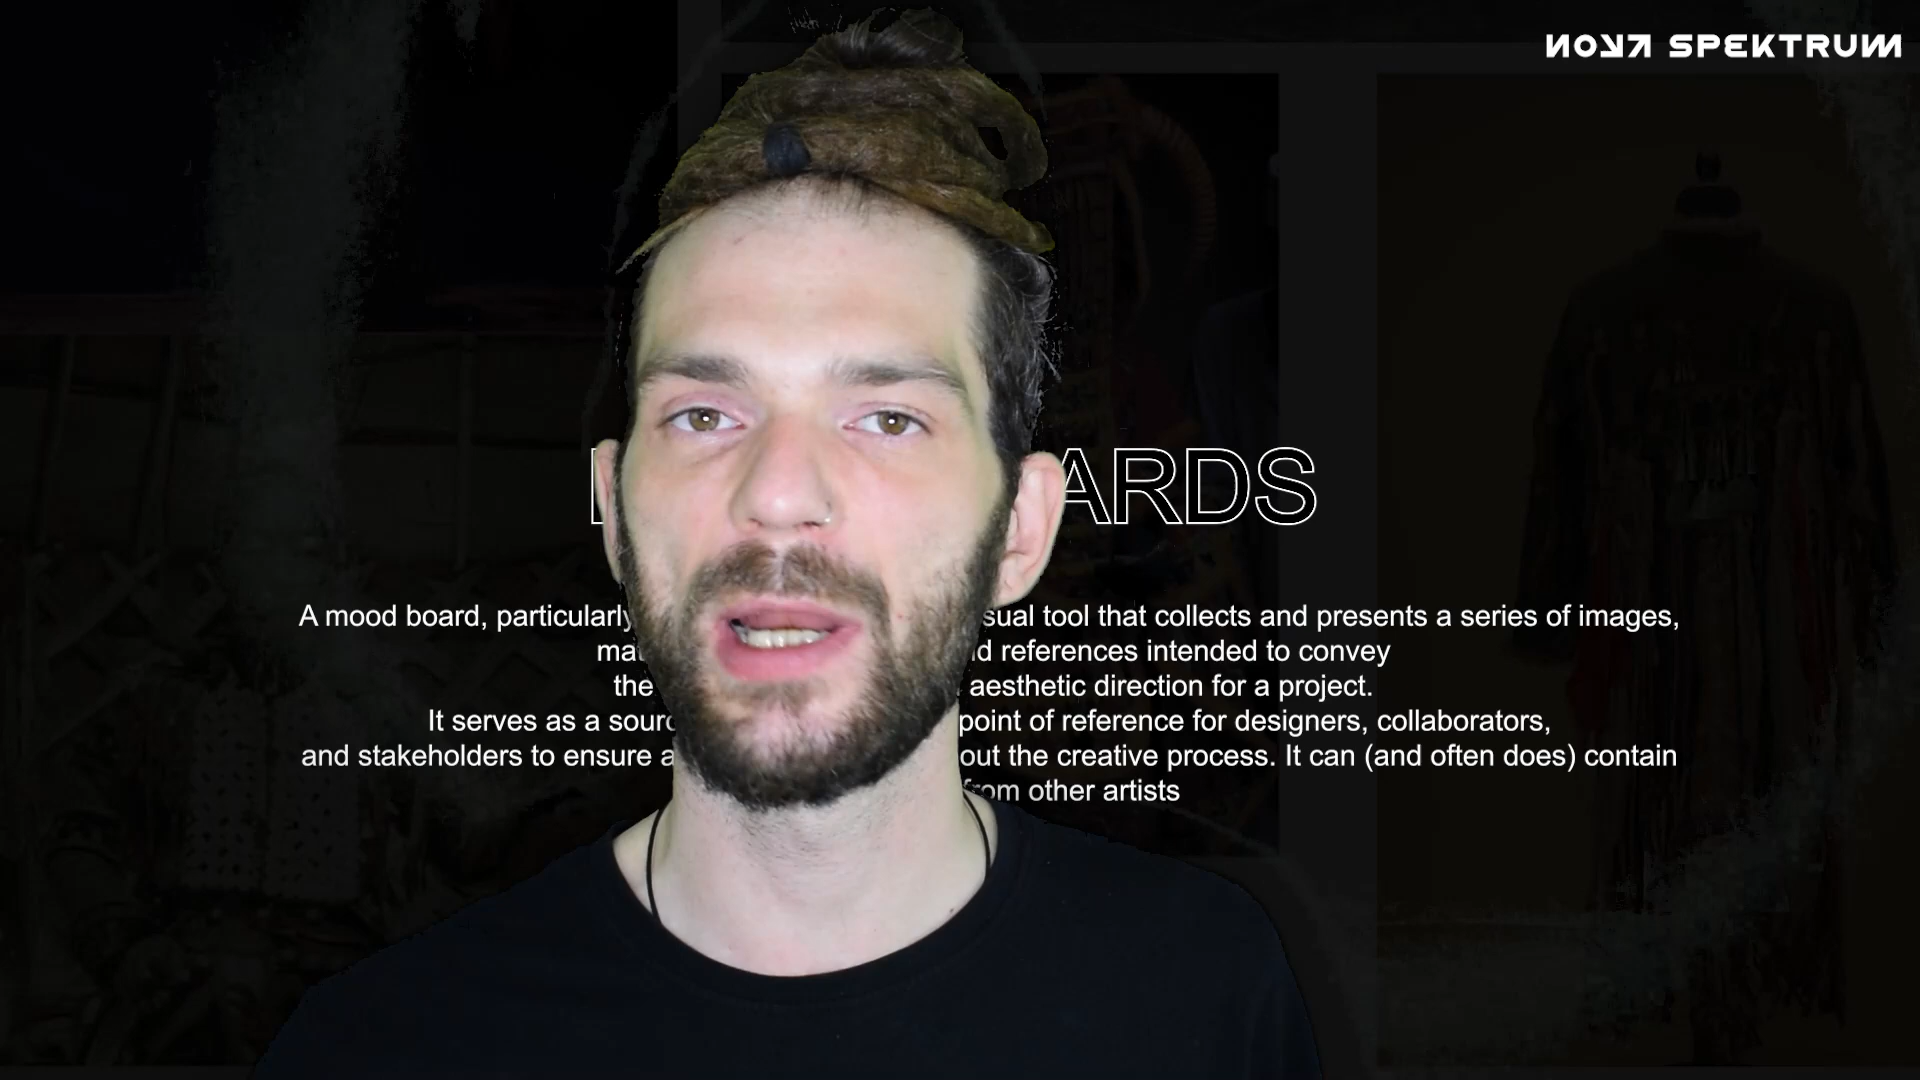 NOVA SPEKTRUM
ARDS
A mood board, particularly sual tool that collects and presents a series of images,
mat d references intended to convey
the aesthetic direction for a project.
It serves as a sourc point of reference for designers, collaborators,
and stakeholders to ensure a out the creative process. It can (and often does) contain
from other artists